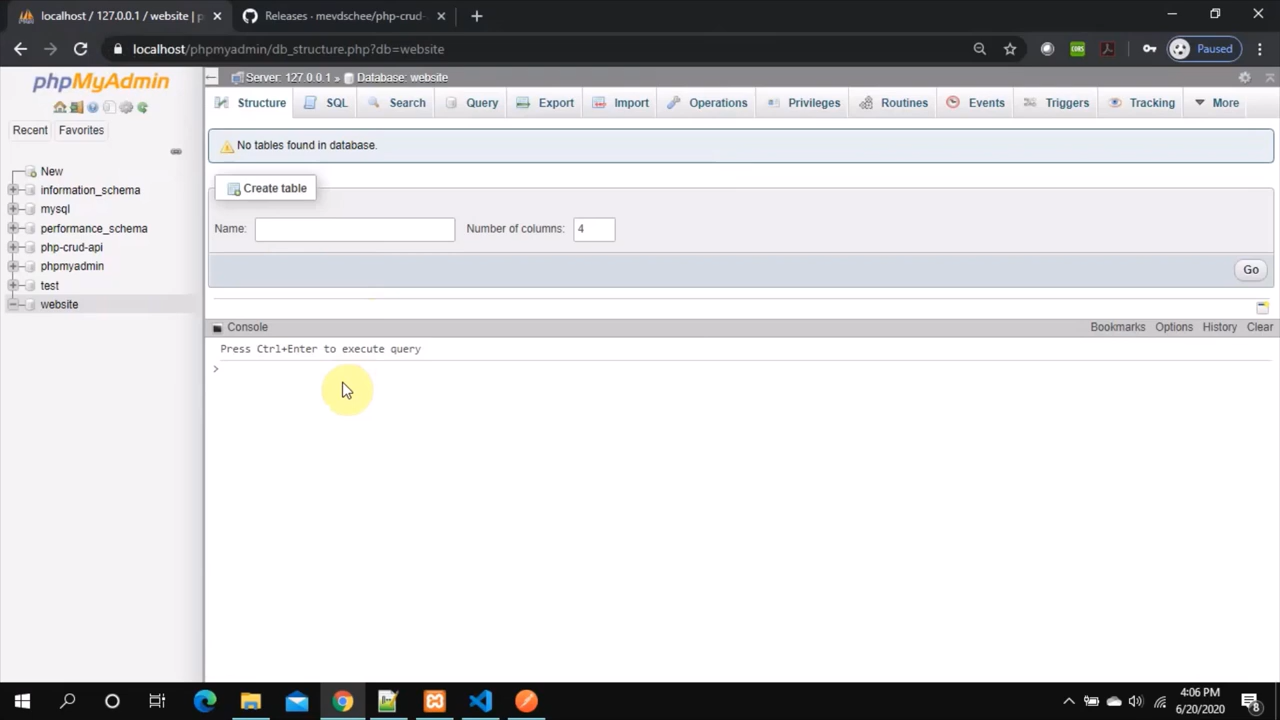 localhost / 127.0.0.1 / website | p
Releases · mevdschee/php-crud-
localhost/phpmyadmin/db_structure.php?db=website
Paused
phpMyAdmin
Recent Favorites
New
information_schema
mysql
performance_schema
php-crud-api
phpmyadmin
test
website
Server: 127.0.0.1 » Database: website
Structure SQL Search Query Export Import Operations Privileges Routines Events Triggers Tracking More
No tables found in database.
Create table
Name: Number of columns: 4
Go
Console Bookmarks Options History Clear
Press Ctrl+Enter to execute query
>
4:06 PM
6/20/2020
8